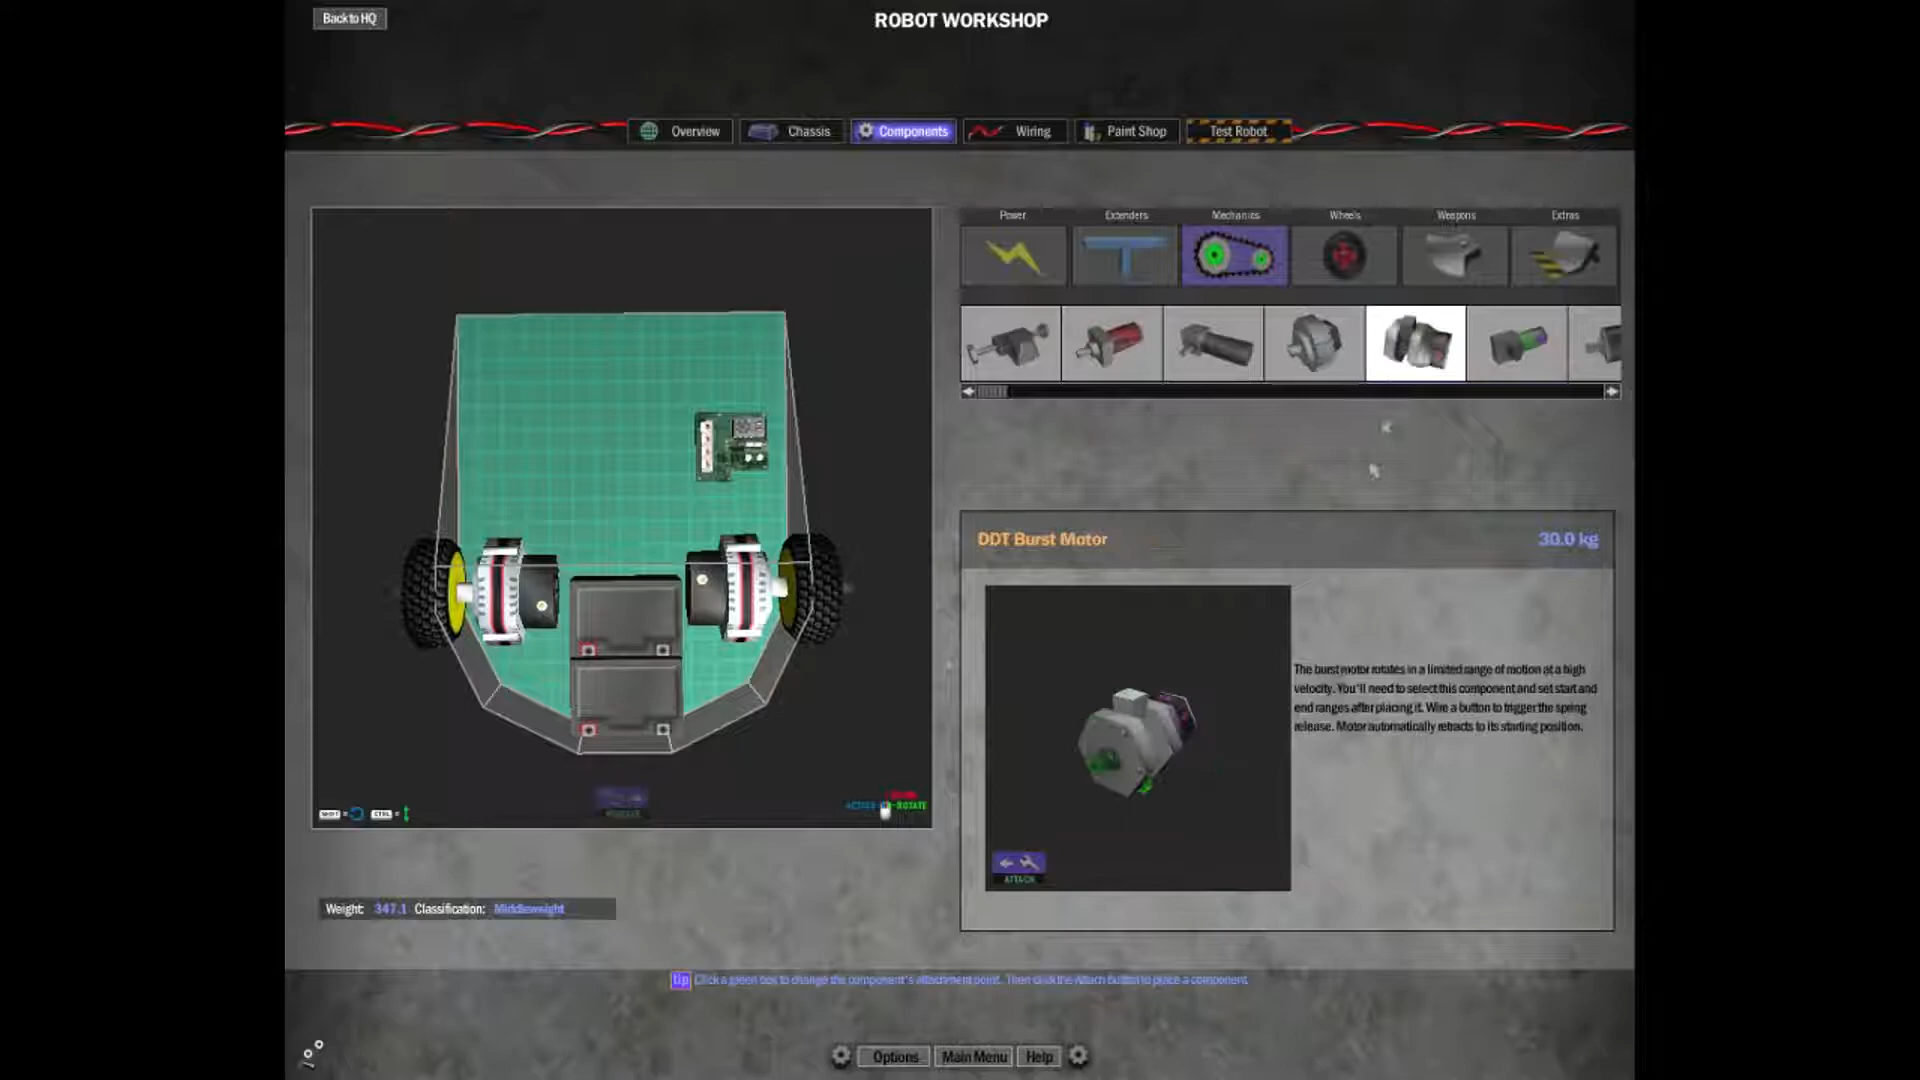 Back to HQ
ROBOT WORKSHOP
Overview
Chassis
Components
Wiring
Paint Shop
Test Robot
Power
Extenders
Mechanics
Wheels
Weapons
Extras
DDT Burst Motor
30.0 kg
The burst motor rotates in a limited range of motion at a high
velocity. You'll need to select this component and set start and
end ranges after placing it. Wire a button to trigger the spring
release. Motor automatically retracts to its starting position.
ATTACH
SHIFT =
CTRL =
ROTATE
Weight: 347.1 Classification: Middleweight
tip Click a green box to change the component's attachment point. Then click the Attach button to place a component.
Options
Main Menu
Help